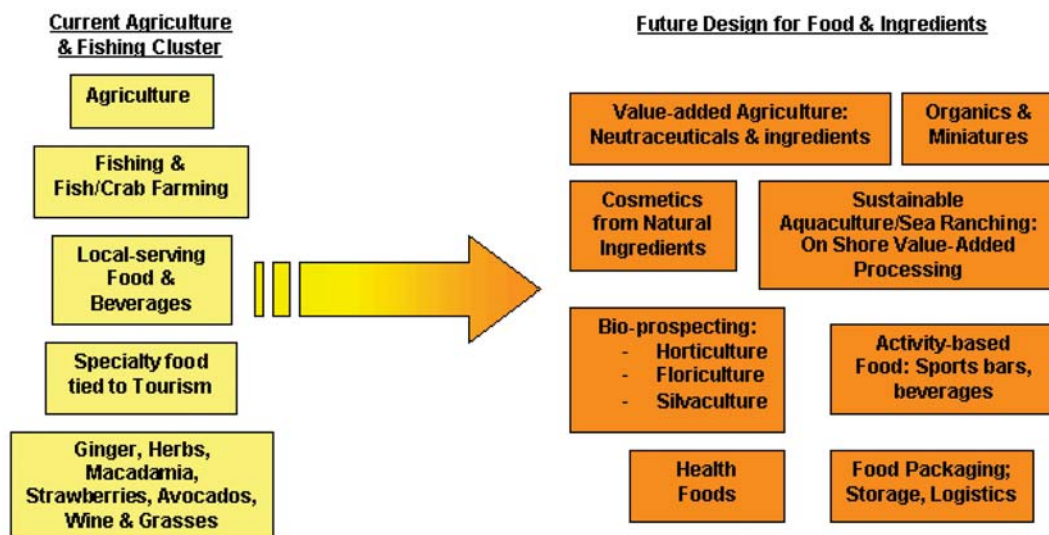 Current Agriculture
& Fishing Cluster
Agriculture
Fishing &
Fish/Crab Farming
Local-serving
Food &
Beverages
Specialty food
tied to Tourism
Ginger, Herbs,
Macadamia,
Strawberries, Avocados,
Wine & Grasses
Future Design for Food & Ingredients
Value-added Agriculture:
Neutraceuticals & ingredients
Organics &
Miniatures
Cosmetics
from Natural
Ingredients
Sustainable
Aquaculture/Sea Ranching:
On Shore Value-Added
Processing
Bio-prospecting:
- Horticulture
- Floriculture
- Silvaculture
Activity-based
Food: Sports bars,
beverages
Health
Foods
Food Packaging;
Storage, Logistics